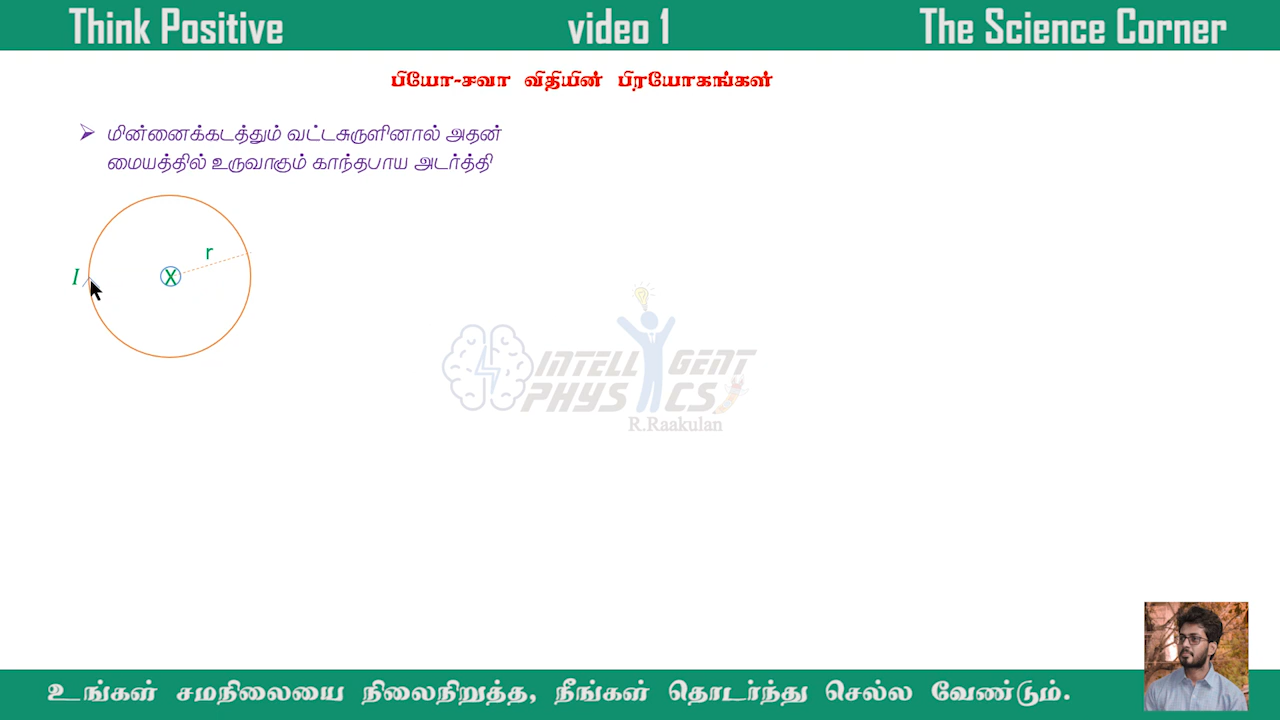 Think Positive
video 1
The Science Corner
பியோ-சவா விதியின் பிரயோகங்கள்
மின்னைக்கடத்தும் வட்டசுருளினால் அதன்
மையத்தில் உருவாகும் காந்தபாய அடர்த்தி
r
I
X
INTELLIGENT
PHYSICS
R.Raakulan
உங்கள் சமநிலையை நிலைநிறுத்த, நீங்கள் தொடர்ந்து செல்ல வேண்டும்.